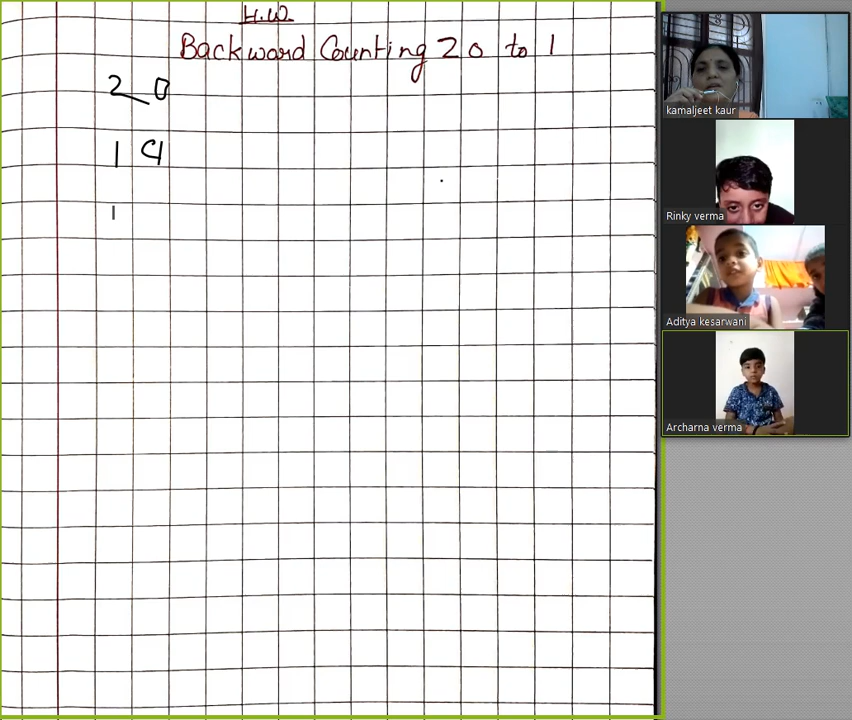 H.W.
Backward Counting 20 to 1
20
19
1
kamaljeet kaur
Rinky verma
Aditya kesarwani
Archarna verma